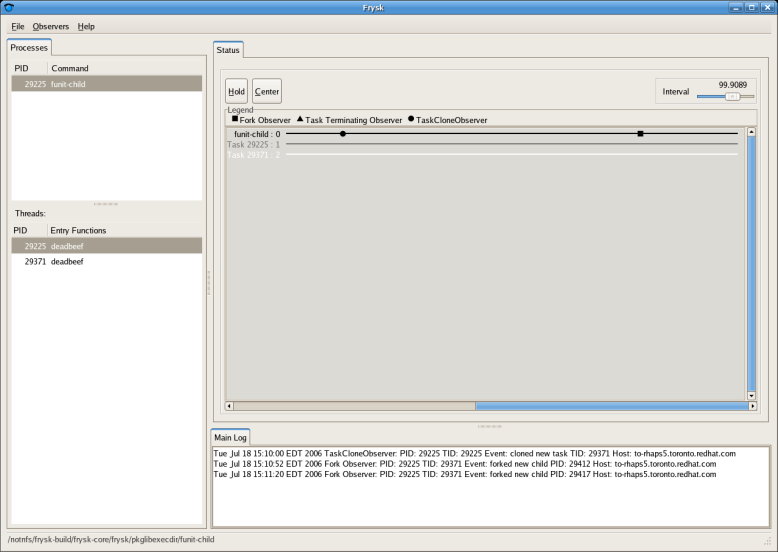 Frysk
File Observers Help
Processes
PID Command
29225 funit-child
Threads:
PID Entry Functions
29225 deadbeef
29371 deadbeef
Status
Hold Center
Interval 99.9089
Legend
Fork Observer Task Terminating Observer TaskCloneObserver
funit-child : 0
Task 29225 : 1
Task 29371 : 2
Main Log
Tue Jul 18 15:10:00 EDT 2006 TaskCloneObserver: PID: 29225 TID: 29225 Event: cloned new task TID: 29371 Host: to-rhaps5.toronto.redhat.com
Tue Jul 18 15:10:52 EDT 2006 Fork Observer: PID: 29225 TID: 29371 Event: forked new child PID 29412 Host: to-rhaps5.toronto.redhat.com
Tue Jul 18 15:11:20 EDT 2006 Fork Observer: PID: 29225 TID: 29371 Event: forked new child PID 29417 Host: to-rhaps5.toronto.redhat.com
/notnfs/frysk-build/frysk-core/frysk/pkglibexecdir/funit-child